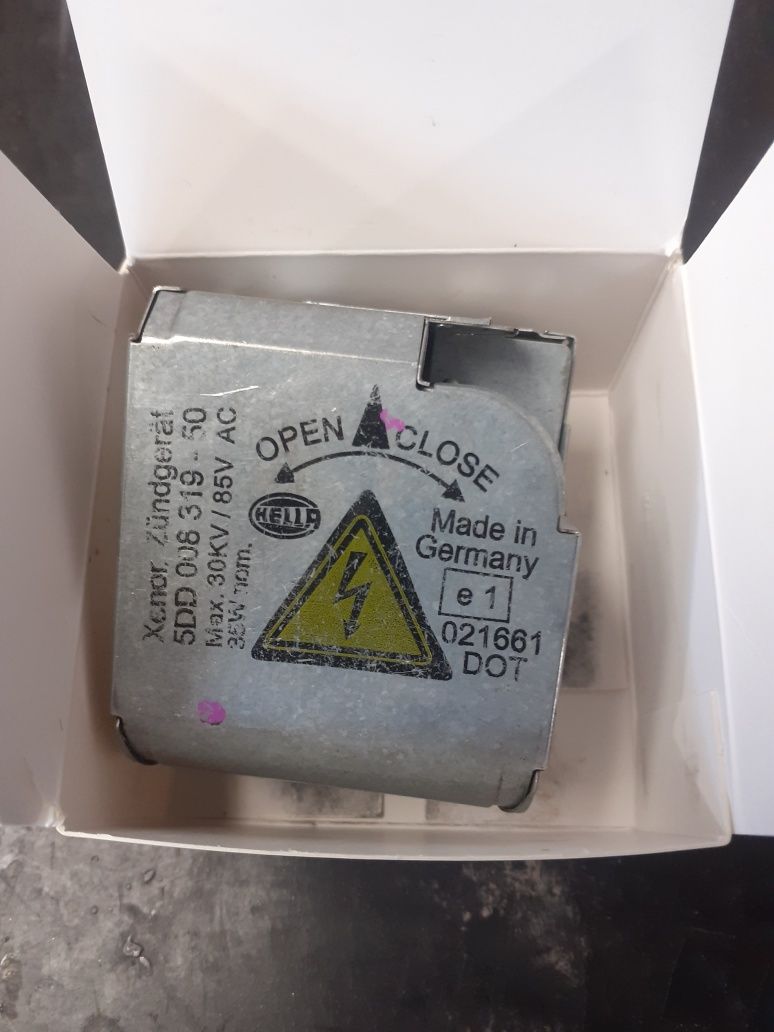 Xenon Zündgerät
5DD 008 319 - 50
Max. 30KV / 85V AC
35W nom.
OPEN CLOSE
HELLA
Made in
Germany
e 1
021661
DOT